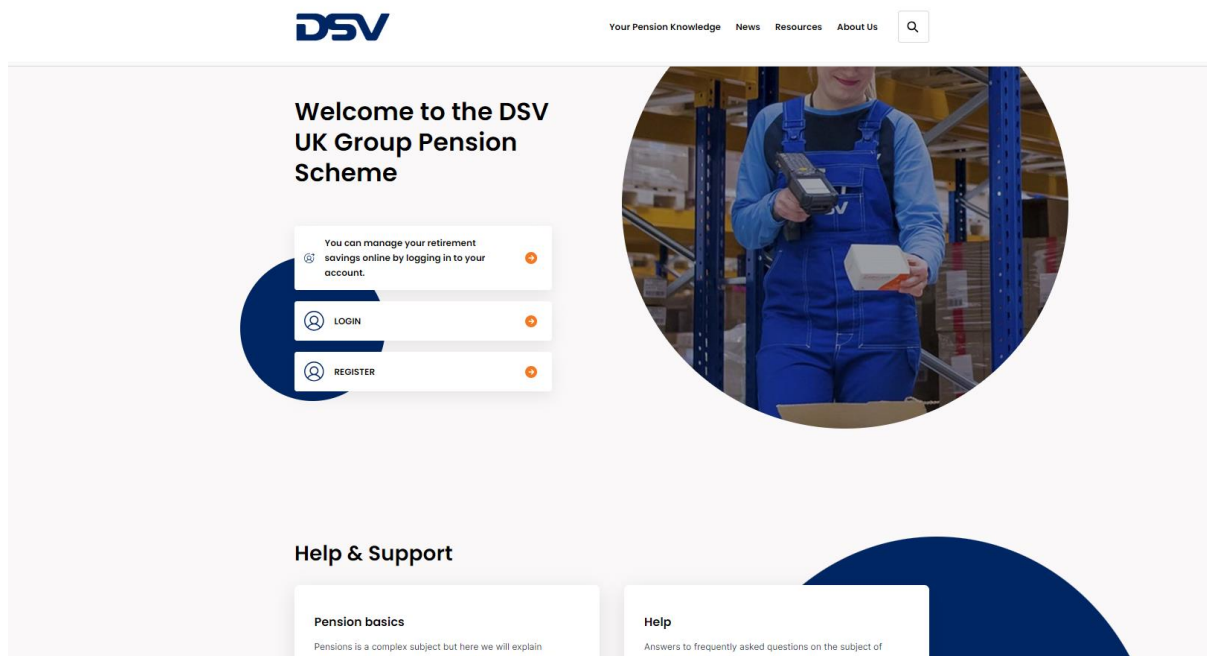 DSV
Your Pension Knowledge News Resources About Us
Welcome to the DSV
UK Group Pension
Scheme
You can manage your retirement
savings online by logging in to your
account.
LOGIN
REGISTER
Help & Support
Pension basics
Pensions is a complex subject but here we will explain
Help
Answers to frequently asked questions on the subject of